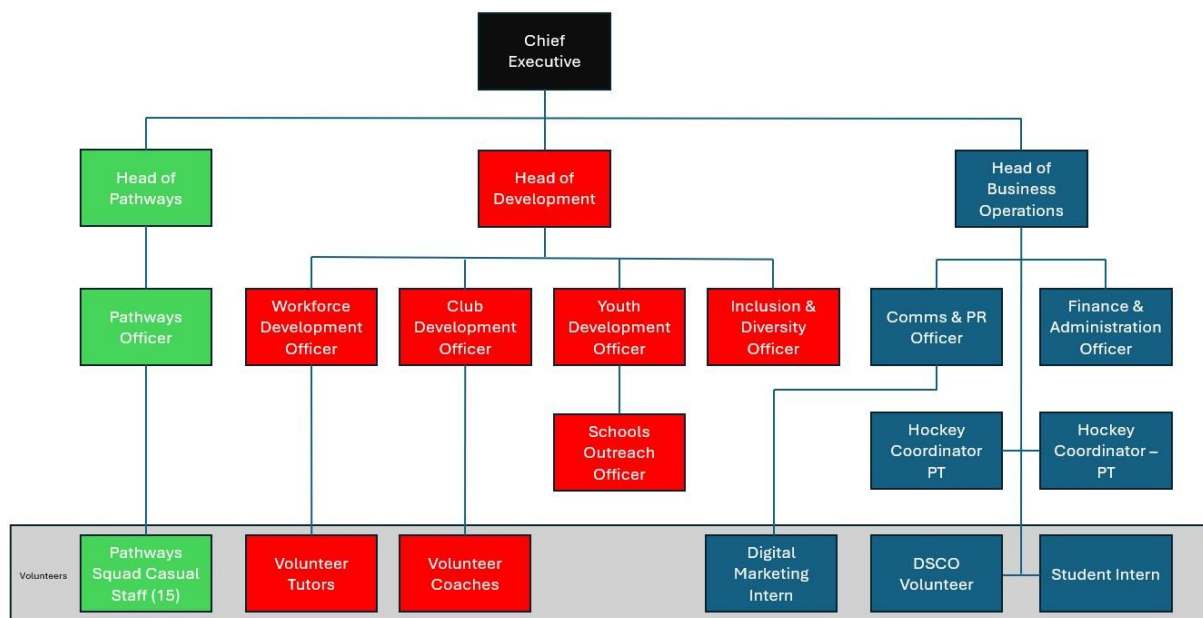 Chief
Executive
Head of
Pathways
Head of
Development
Head of
Business
Operations
Pathways
Officer
Workforce
Development
Officer
Club
Development
Officer
Youth
Development
Officer
Inclusion &
Diversity
Officer
Comms & PR
Officer
Finance &
Administration
Officer
Schools
Outreach
Officer
Hockey
Coordinator
PT
Hockey
Coordinator –
PT
Volunteers
Pathways
Squad Casual
Staff (15)
Volunteer
Tutors
Volunteer
Coaches
Digital
Marketing
Intern
DSCO
Volunteer
Student Intern